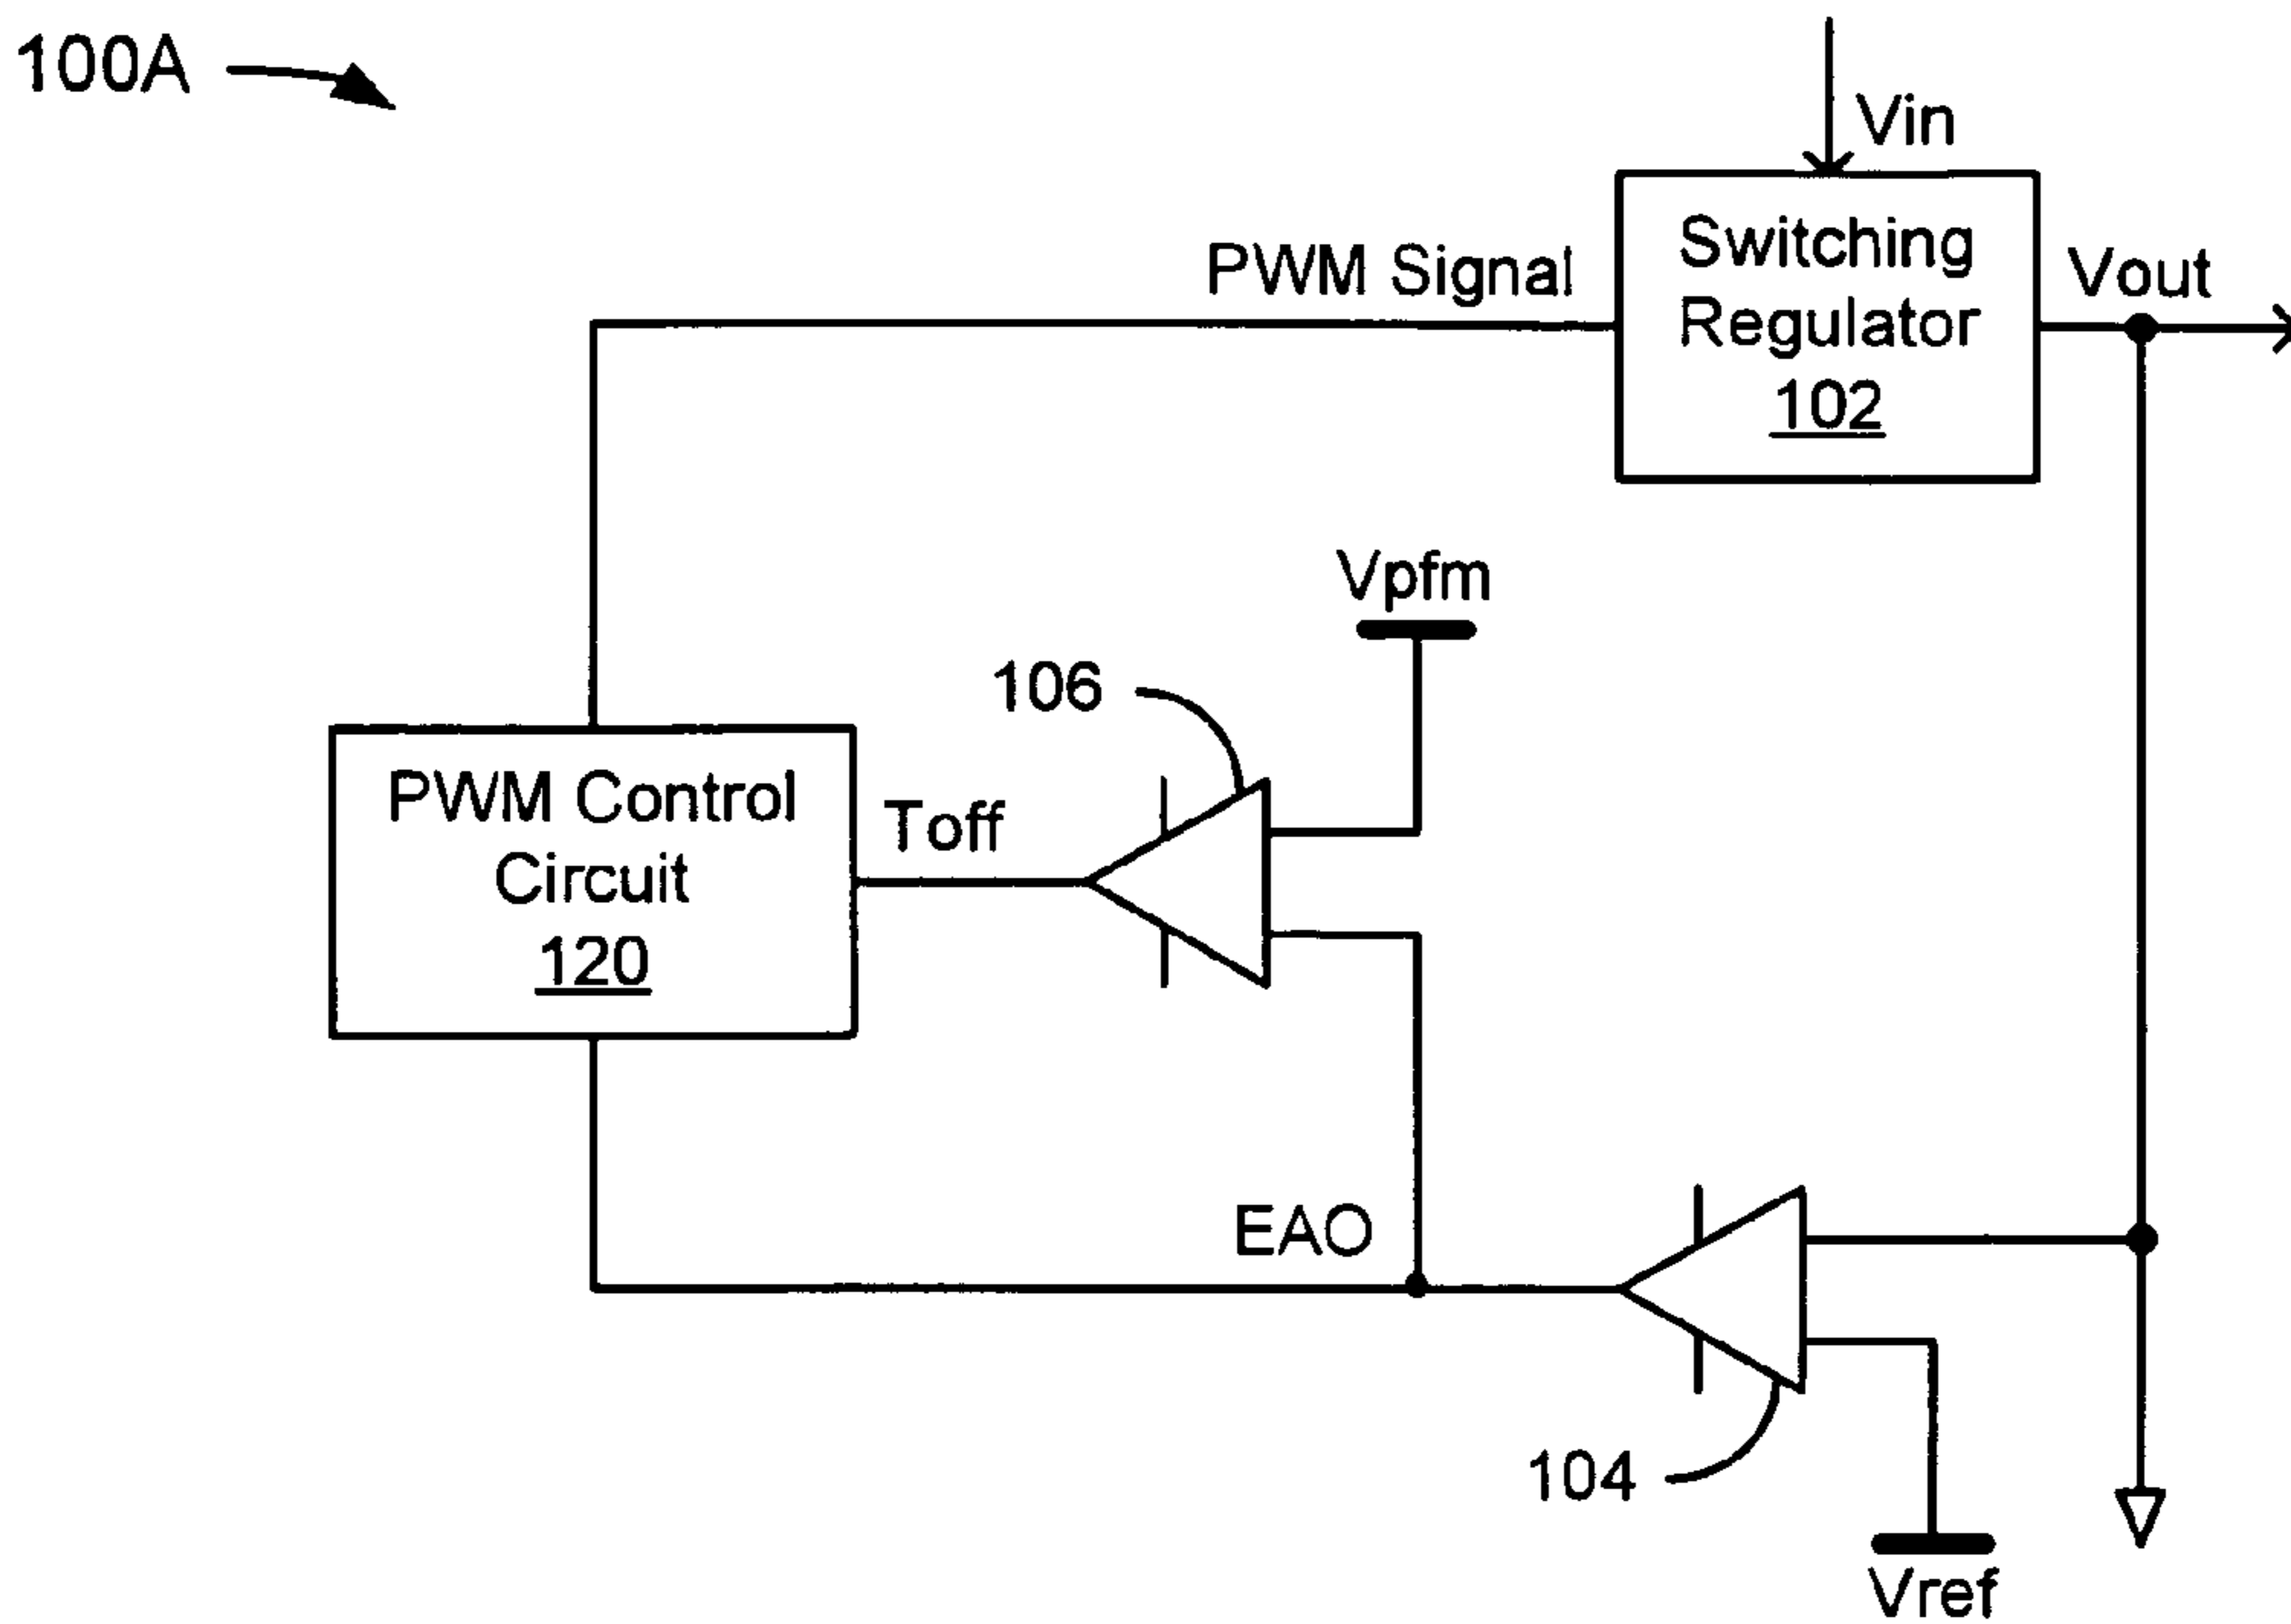 100A
Vin
Switching
Regulator
102
PWM Signal
Vout
Vpfm
106
PWM Control
Circuit
120
Toff
EAO
104
Vref